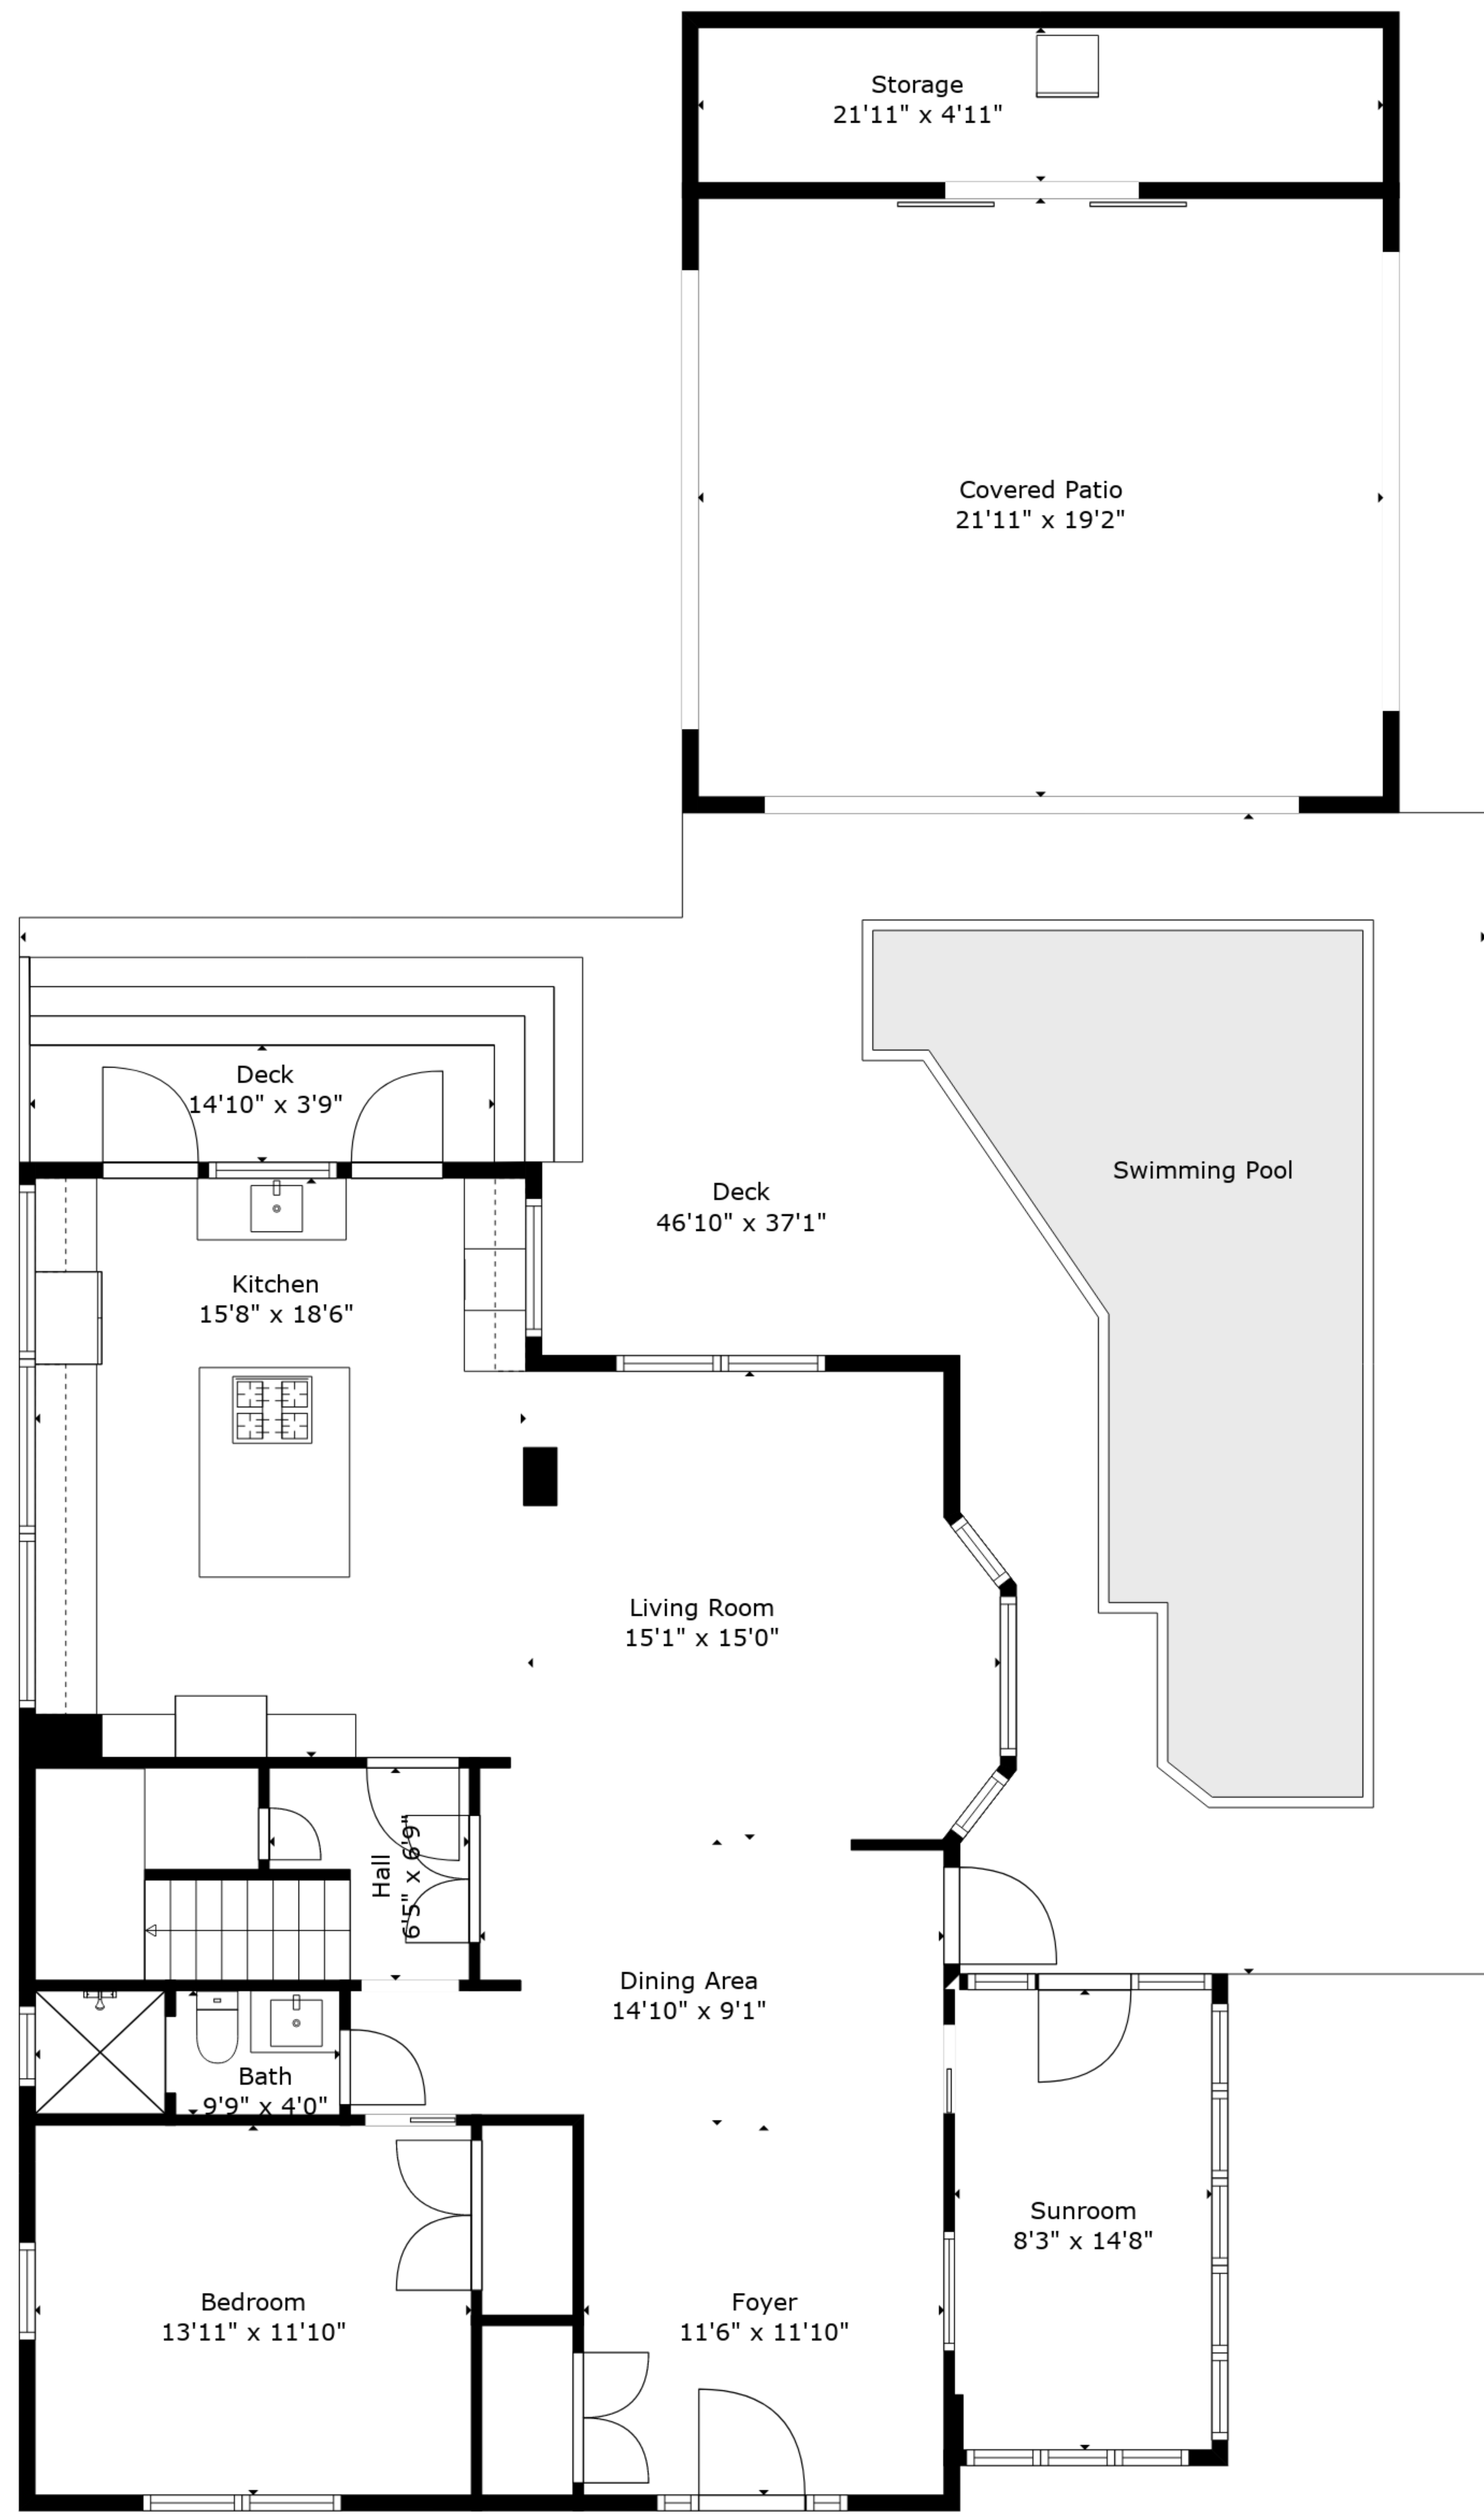 Storage
21'11" x 4'11"
Covered Patio
21'11" x 19'2"
Deck
14'10" x 3'9"
Swimming Pool
Deck
46'10" x 37'1"
Kitchen
15'8" x 18'6"
Living Room
15'1" x 15'0"
Hall
6'5" x 6'9"
Dining Area
14'10" x 9'1"
Bath
9'9" x 4'0"
Sunroom
8'3" x 14'8"
Bedroom
13'11" x 11'10"
Foyer
11'6" x 11'10"